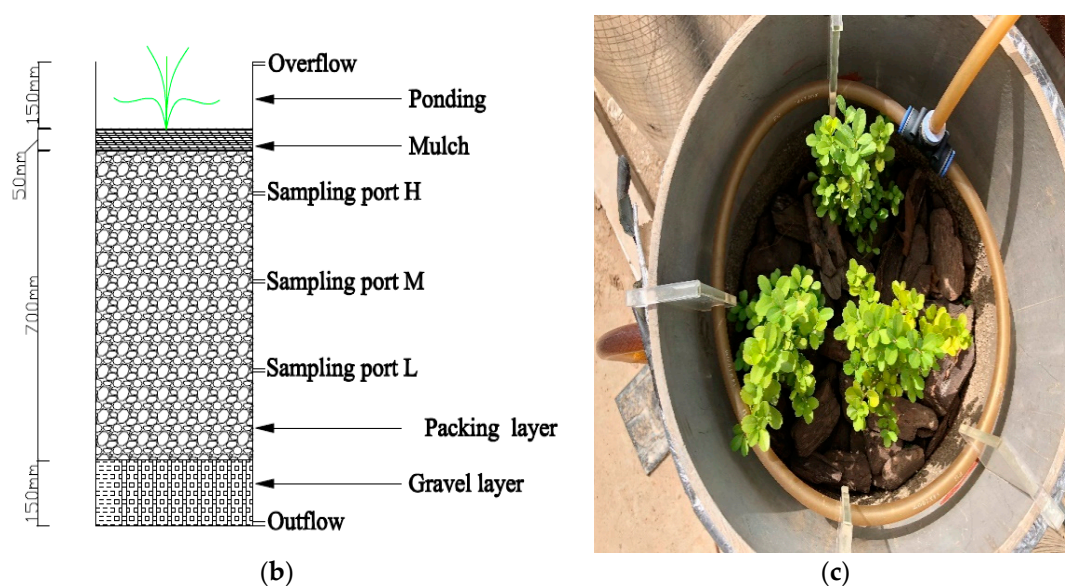 Overflow
150mm
Ponding
Mulch
50mm
Sampling port H
Sampling port M
700mm
Sampling port L
Packing layer
Gravel layer
150mm
Outflow
(b)
(c)